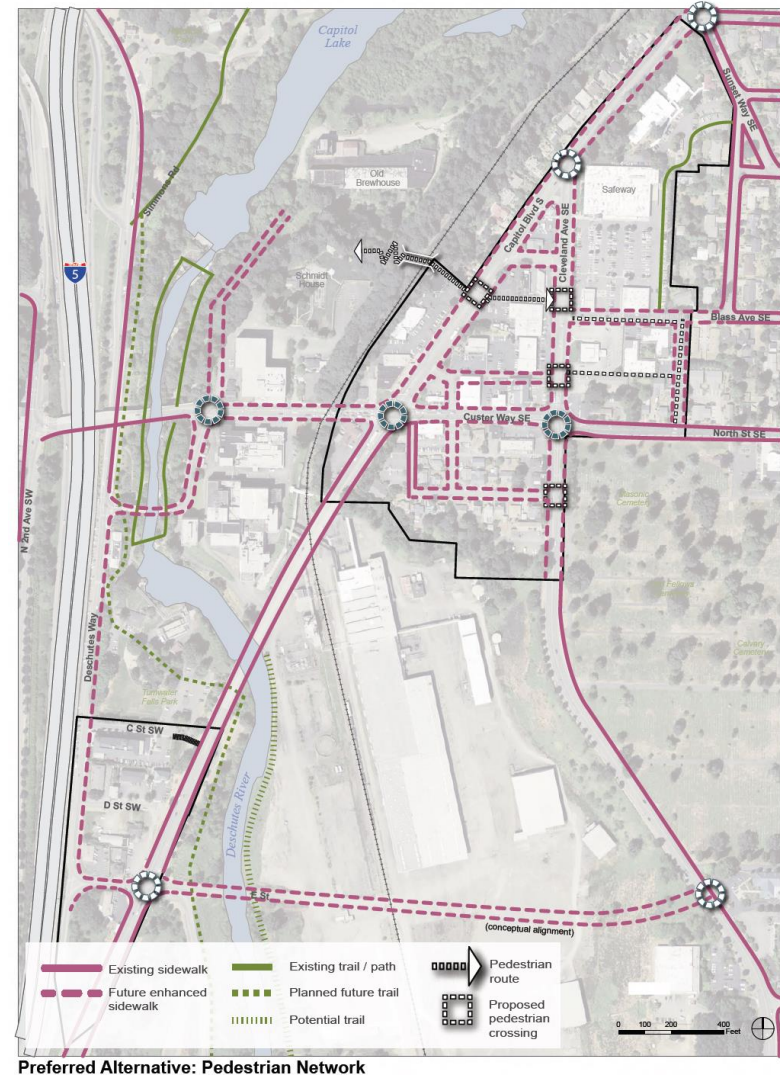 Capitol
Lake
Sunset Way SE
Simmons Rd
Old
Brewhouse
Safeway
Capitol Blvd S
Cleveland Ave SE
5
Schmidt
House
Blass Ave SE
Custer Way SE
North St SE
N 2nd Ave SW
Masonic
Cemetery
Calvary
Cemetery
Deschutes Way
Tumwater
Falls Park
C St SW
D St SW
Deschutes River
E St
(conceptual alignment)
Existing sidewalk
Future enhanced
sidewalk
Existing trail / path
Planned future trail
Potential trail
Pedestrian
route
Proposed
pedestrian
crossing
0 100 200 400
Feet
Preferred Alternative: Pedestrian Network